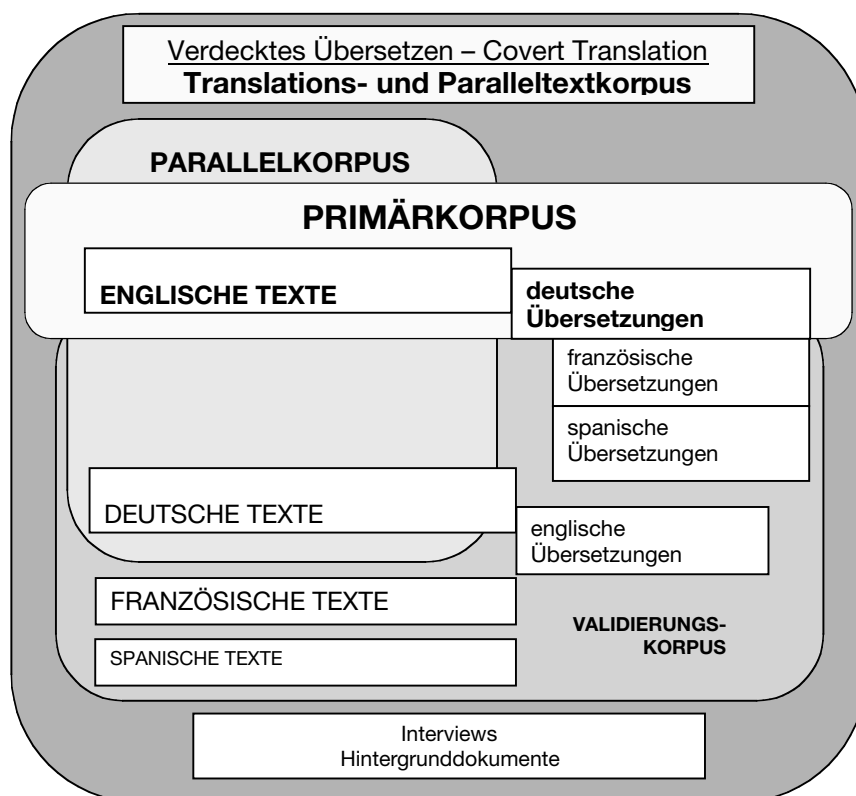 Verdecktes Übersetzen – Covert Translation
Translations- und Paralleltextkorpus
PARALLELKORPUS
PRIMÄRKORPUS
ENGLISCHE TEXTE
deutsche
Übersetzungen
französische
Übersetzungen
spanische
Übersetzungen
DEUTSCHE TEXTE
englische
Übersetzungen
FRANZÖSISCHE TEXTE
VALIDIERUNGS-
KORPUS
SPANISCHE TEXTE
Interviews
Hintergrunddokumente